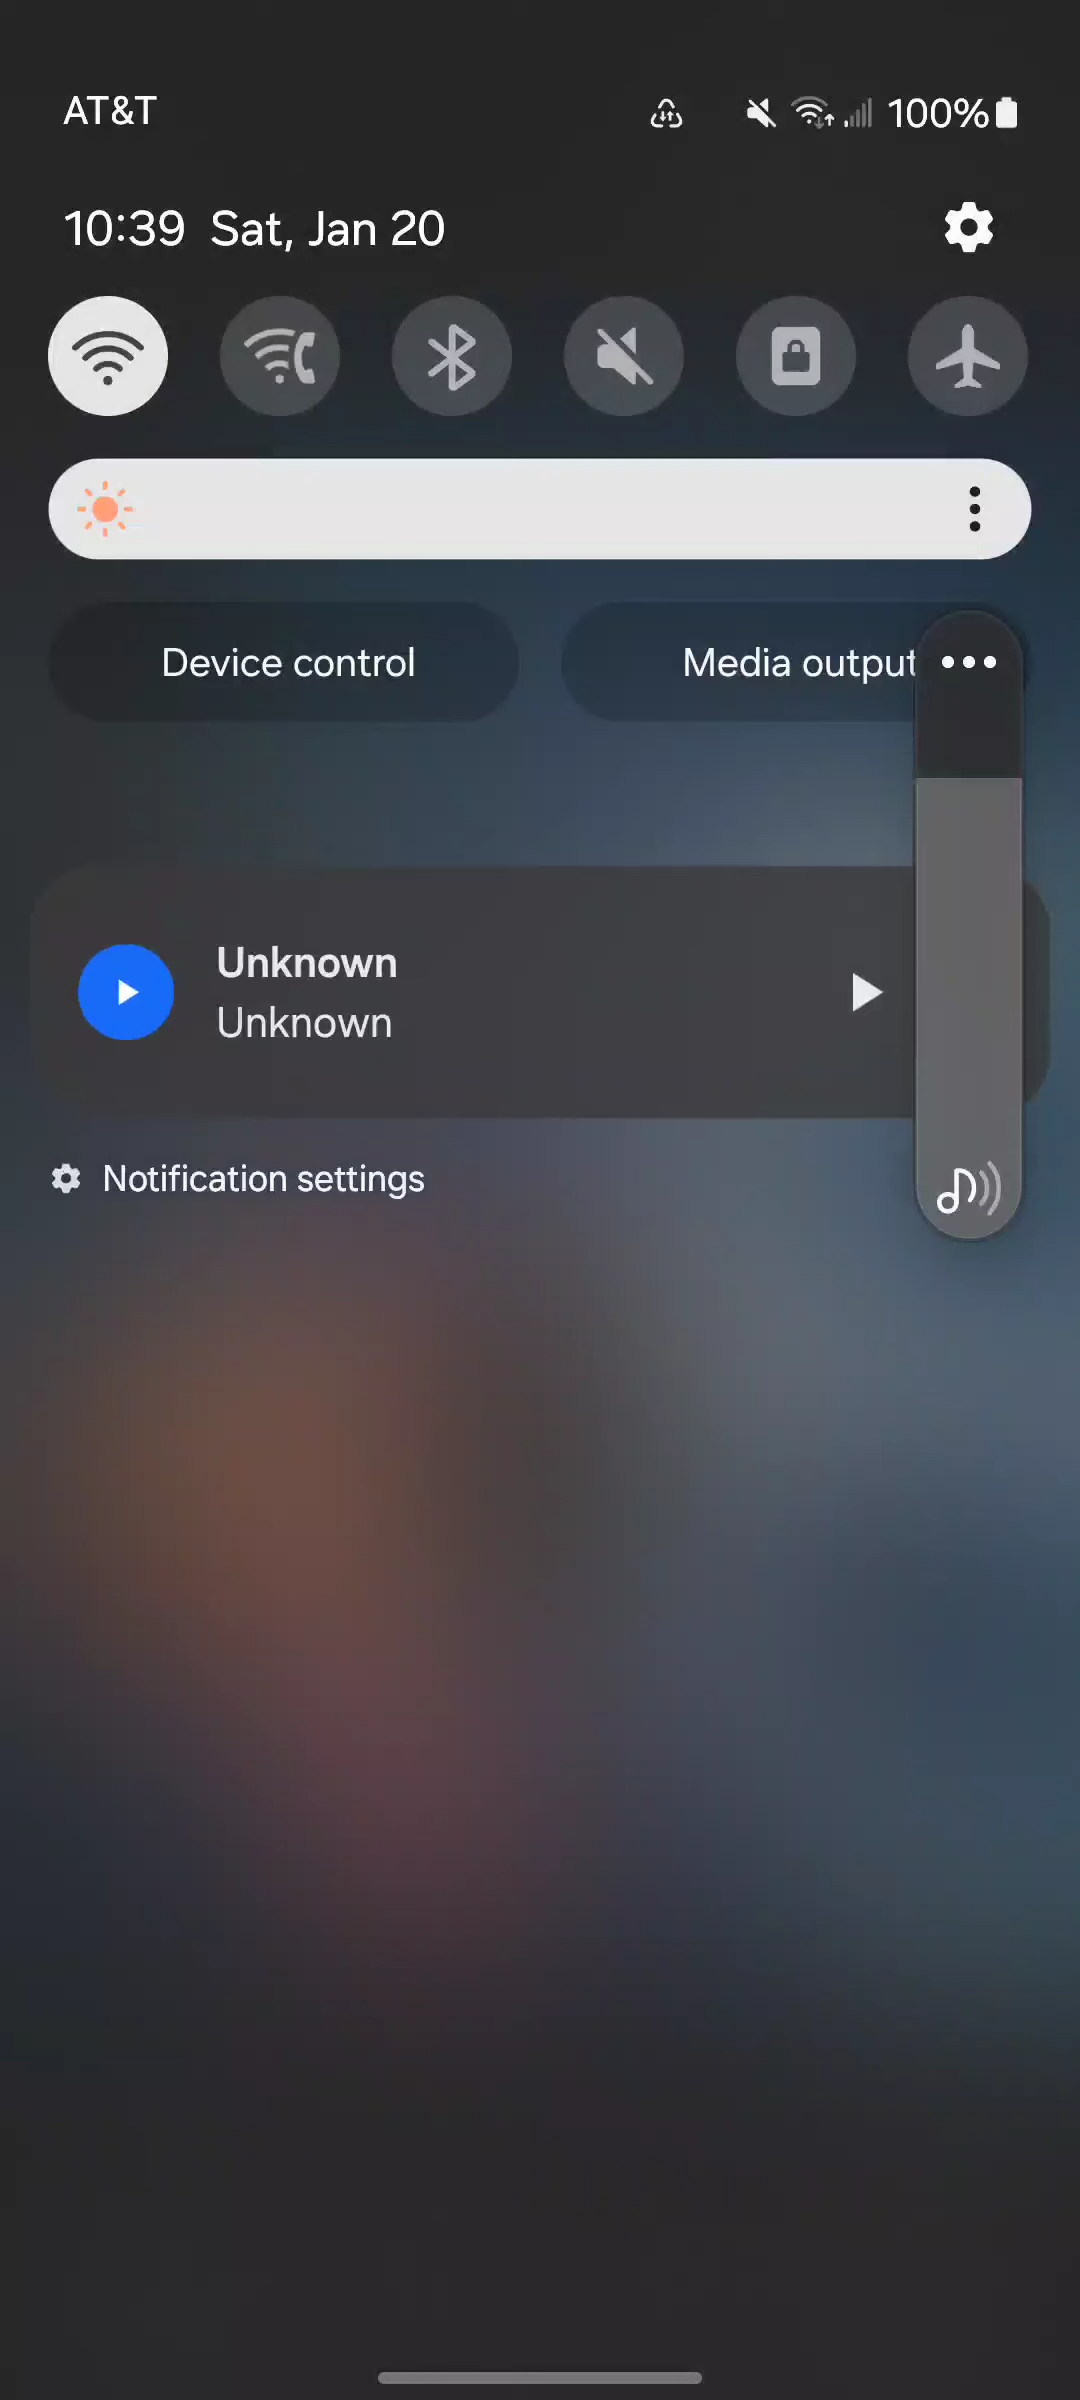 AT&T
100%
10:39 Sat, Jan 20
Device control
Media output
Unknown
Unknown
Notification settings